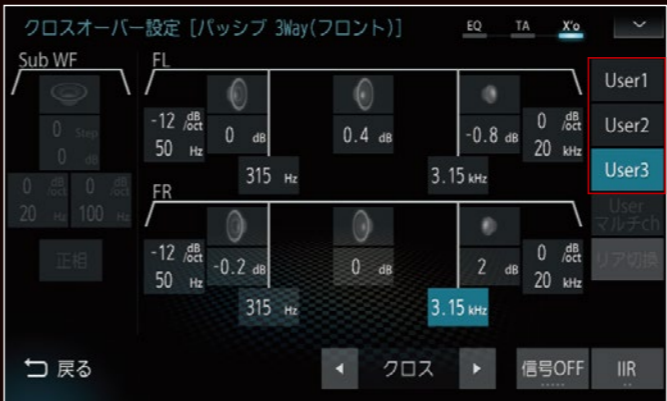 クロスオーバー設定 [パッシブ 3Way(フロント)]
EQ TA X'o
Sub WF
0 Step
0 dB
0 dB/oct 0 dB/oct
20 Hz 100 Hz
正相
FL
-12 dB/oct
50 Hz
0 dB
0.4 dB
-0.8 dB
0 dB/oct
20 kHz
315 Hz
3.15 kHz
FR
-12 dB/oct
50 Hz
-0.2 dB
0 dB
2 dB
0 dB/oct
20 kHz
315 Hz
3.15 kHz
User1
User2
User3
User
マルチch
リア切換
戻る
クロス
信号OFF
IIR